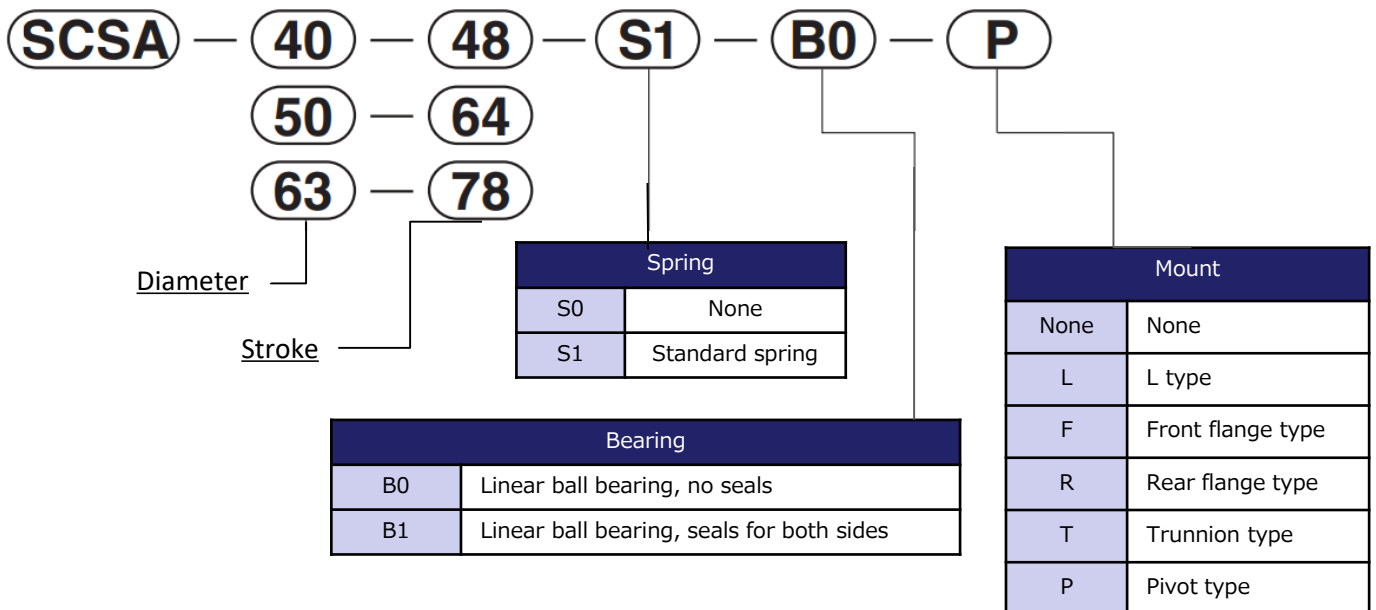 SCSA — 40 — 48 — S1 — B0 — P
50 — 64
63 — 78
Diameter
Stroke
Spring
S0 None
S1 Standard spring
Bearing
B0 Linear ball bearing, no seals
B1 Linear ball bearing, seals for both sides
Mount
None None
L L type
F Front flange type
R Rear flange type
T Trunnion type
P Pivot type